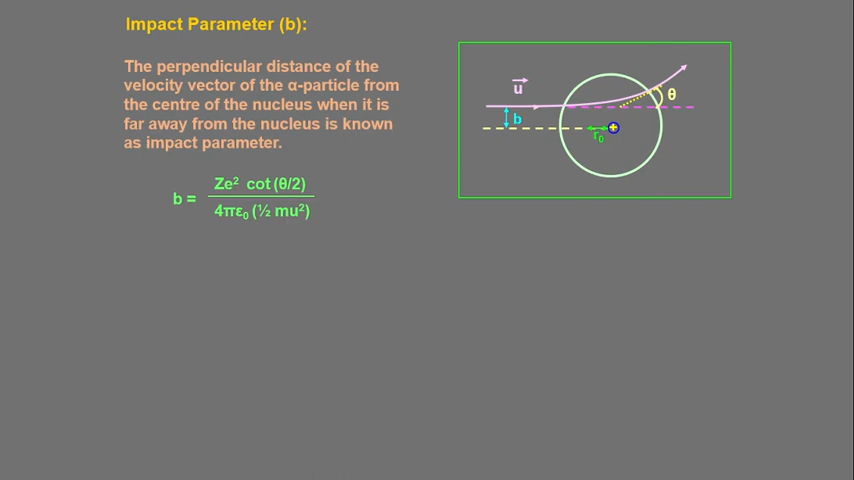 Impact Parameter (b):
The perpendicular distance of the
velocity vector of the α-particle from
the centre of the nucleus when it is
far away from the nucleus is known
as impact parameter.
b = Ze² cot (θ/2)
4πε₀ (½ mu²)
u
b
θ
r₀
+